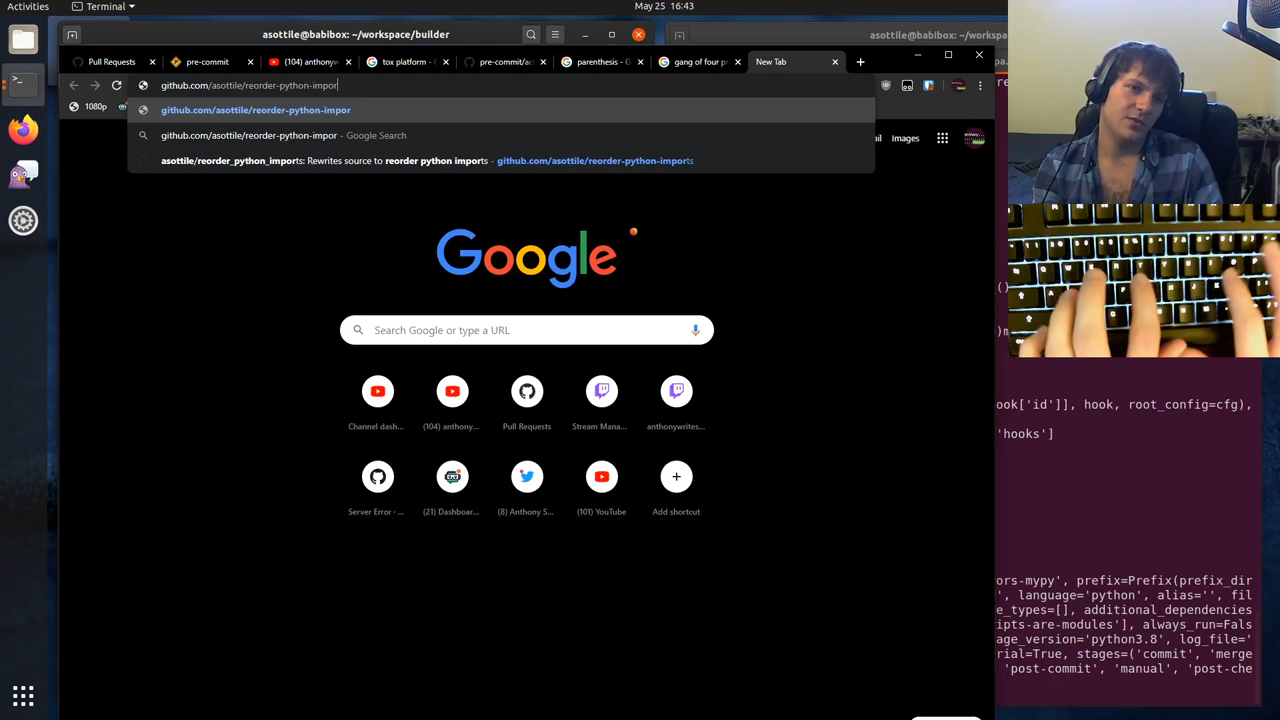 Activities
Terminal
May 25 16:43
asottile@babibox: ~/workspace/builder
asottile@babibox: ~/works
Pull Requests
pre-commit
(104) anthonyw
tox platform -
pre-commit/act
parenthesis - G
gang of four p
New Tab
github.com/asottile/reorder-python-impor
1080p
github.com/asottile/reorder-python-impor
github.com/asottile/reorder-python-impor - Google Search
asottile/reorder_python_imports: Rewrites source to reorder python imports - github.com/asottile/reorder-python-imports
Images
Google
Search Google or type a URL
Channel dash...
(104) anthony...
Pull Requests
Stream Mana...
anthonywrites...
Server Error · ...
(21) Dashboar...
(8) Anthony S...
(101) YouTube
Add shortcut
ook['id']], hook, root_config=cfg),
'hooks']
ors-mypy', prefix=Prefix(prefix_dir
', language='python', alias='', fil
e_types=[], additional_dependencies
ipts-are-modules'], always_run=Fals
age_version='python3.8', log_file='
rial=True, stages=('commit', 'merge
'post-commit', 'manual', 'post-che